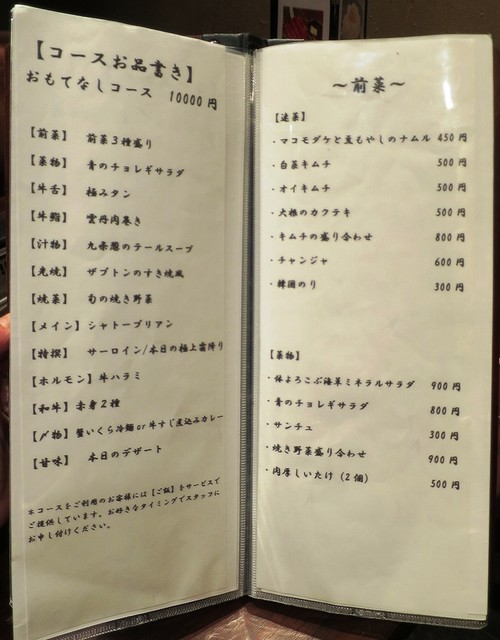 【コースお品書き】
おもてなしコース 10000円
【前菜】 前菜3種盛り
【菜物】 青のチョレギサラダ
【牛舌】 極みタン
【牛鮨】 雲丹肉巻き
【汁物】 九条葱のテールスープ
【先焼】 ザブトンのすき焼風
【焼菜】 旬の焼き野菜
【メイン】シャトーブリアン
【特撰】 サーロイン/本日の極上霜降り
【ホルモン】牛ハラミ
【和牛】赤身2種
【〆物】蟹いくら冷麺or牛すじ煮込みカレー
【甘味】 本日のデザート
本コースをご利用のお客様には【ご飯】をサービスで
ご提供しています。お好きなタイミングでスタッフに
お申し付けください。
～前菜～
【迷菜】
・マコモダケと豆もやしのナムル 450円
・白菜キムチ 500円
・オイキムチ 500円
・大根のカクテキ 500円
・キムチの盛り合わせ 800円
・チャンジャ 600円
・韓国のり 300円
【菜物】
・体よろこぶ海草ミネラルサラダ 900円
・青のチョレギサラダ 800円
・サンチュ 300円
・焼き野菜盛り合わせ 900円
・肉厚しいたけ(2個) 500円